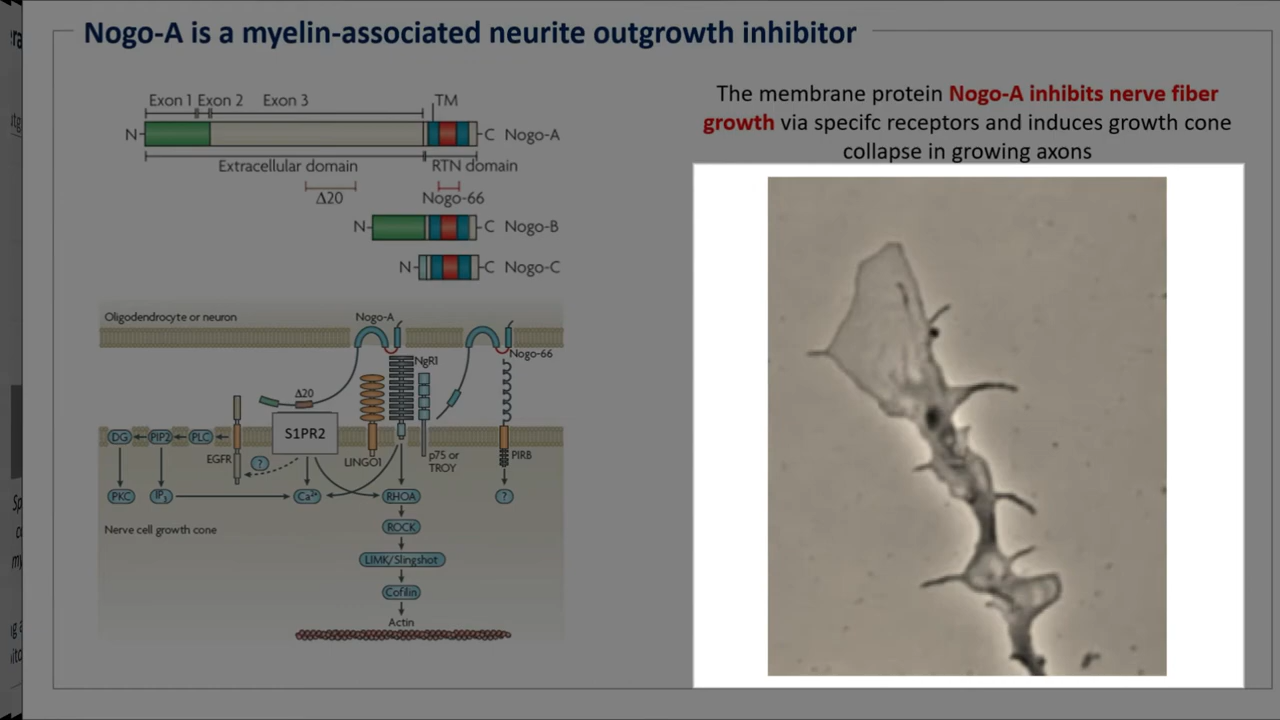 Nogo-A is a myelin-associated neurite outgrowth inhibitor
Exon 1 Exon 2 Exon 3 TM
N- -C Nogo-A
Extracellular domain RTN domain
Δ20 Nogo-66
N- -C Nogo-B
N- -C Nogo-C
Oligodendrocyte or neuron
Nogo-A
Nogo-66
NgR1
Δ20
S1PR2
DG PIP2 PLC
EGFR
?
LINGO1
p75 or
TROY
PIRB
PKC IP3 Ca2+ RHOA ?
Nerve cell growth cone
ROCK
LIMK/Slingshot
Cofilin
Actin
The membrane protein Nogo-A inhibits nerve fiber
growth via specifc receptors and induces growth cone
collapse in growing axons